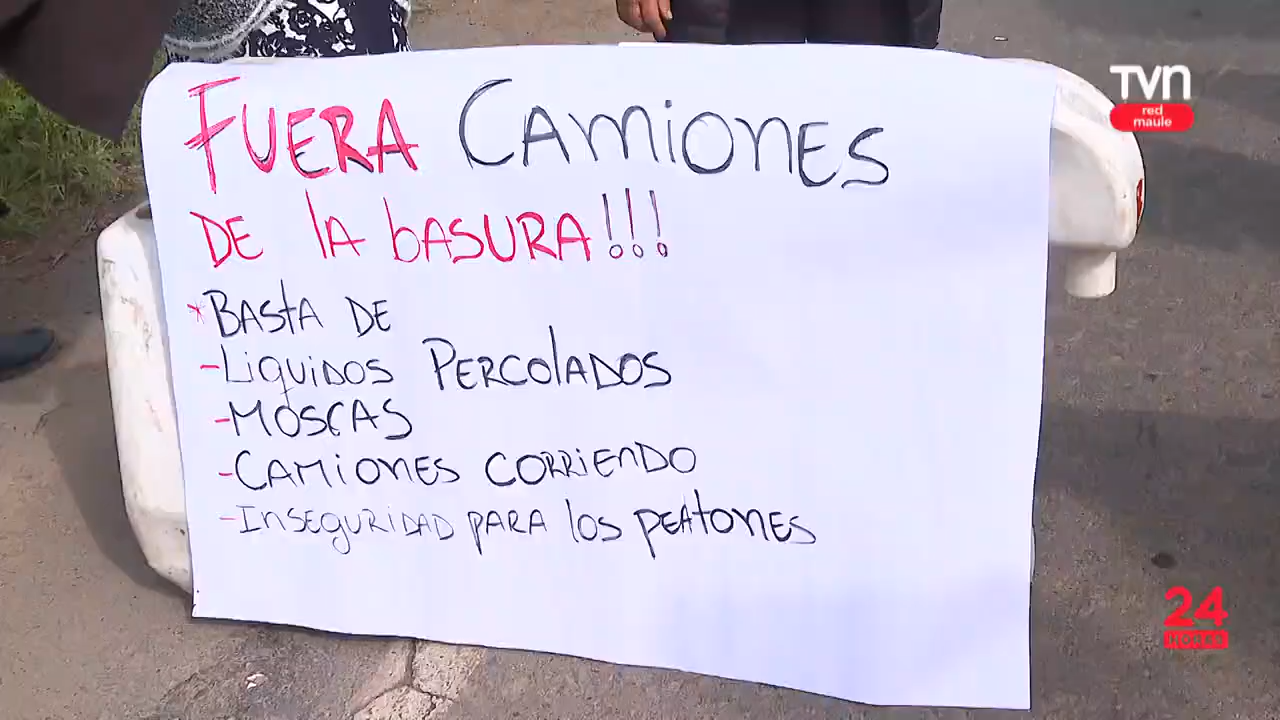 FUERA CAMIONES
DE LA BASURA!!!
*BASTA DE
-LIQUIDOS PERCOLADOS
-MOSCAS
-CAMIONES CORRIENDO
-INSEGURIDAD PARA LOS PEATONES
TVN
red
maule
24
HORAS